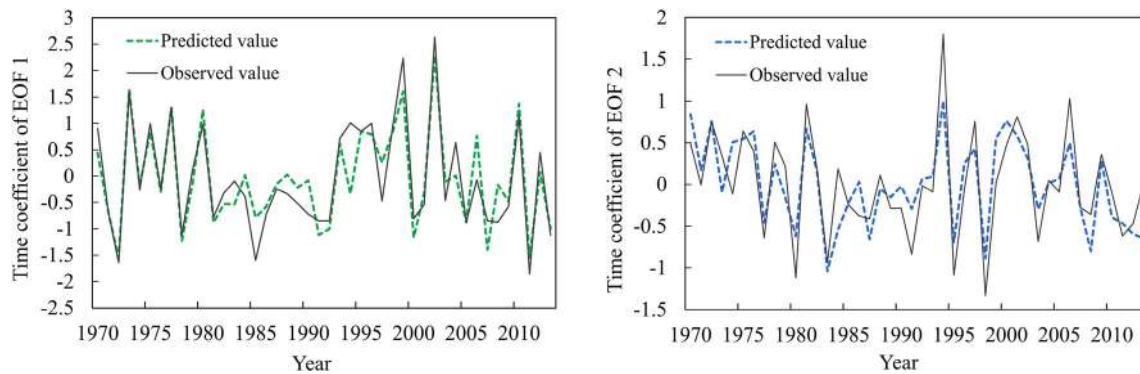 Time coefficient of EOF 1
3
2.5
2
1.5
1
0.5
0
-0.5
-1
-1.5
-2
-2.5
Predicted value
Observed value
1970 1975 1980 1985 1990 1995 2000 2005 2010
Year
Time coefficient of EOF 2
2
1.5
1
0.5
0
-0.5
-1
-1.5
Predicted value
Observed value
1970 1975 1980 1985 1990 1995 2000 2005 2010
Year